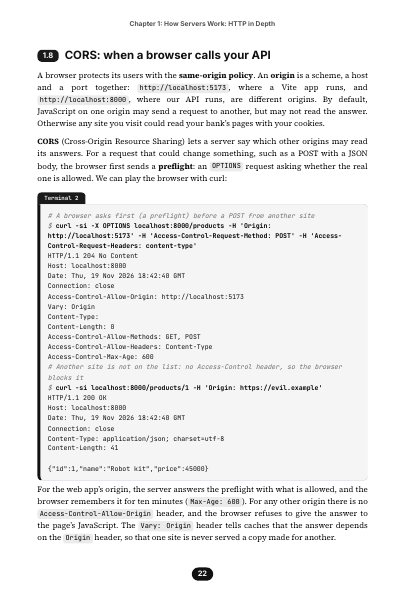 Chapter 1: How Servers Work: HTTP in Depth
1.8 CORS: when a browser calls your API
A browser protects its users with the same-origin policy. An origin is a scheme, a host
and a port together: http://localhost:5173, where a Vite app runs, and
http://localhost:8000, where our API runs, are different origins. By default,
JavaScript on one origin may send a request to another, but may not read the answer.
Otherwise any site you visit could read your bank's pages with your cookies.
CORS (Cross-Origin Resource Sharing) lets a server say which other origins may read
its answers. For a request that could change something, such as a POST with a JSON
body, the browser first sends a preflight: an OPTIONS request asking whether the real
one is allowed. We can play the browser with curl:
Terminal 2
# A browser asks first (a preflight) before a POST from another site
$ curl -si -X OPTIONS localhost:8000/products -H 'Origin:
http://localhost:5173' -H 'Access-Control-Request-Method: POST' -H 'Access-
Control-Request-Headers: content-type'
HTTP/1.1 204 No Content
Host: localhost:8000
Date: Thu, 19 Nov 2026 18:42:40 GMT
Connection: close
Access-Control-Allow-Origin: http://localhost:5173
Vary: Origin
Content-Type:
Content-Length: 0
Access-Control-Allow-Methods: GET, POST
Access-Control-Allow-Headers: Content-Type
Access-Control-Max-Age: 600
# Another site is not on the list: no Access-Control header, so the browser
blocks it
$ curl -si localhost:8000/products/1 -H 'Origin: https://evil.example'
HTTP/1.1 200 OK
Host: localhost:8000
Date: Thu, 19 Nov 2026 18:42:40 GMT
Connection: close
Content-Type: application/json; charset=utf-8
Content-Length: 41
{"id":1,"name":"Robot kit","price":45000}
For the web app's origin, the server answers the preflight with what is allowed, and the
browser remembers it for ten minutes (Max-Age: 600). For any other origin there is no
Access-Control-Allow-Origin header, and the browser refuses to give the answer to
the page's JavaScript. The Vary: Origin header tells caches that the answer depends
on the Origin header, so that one site is never served a copy made for another.
22